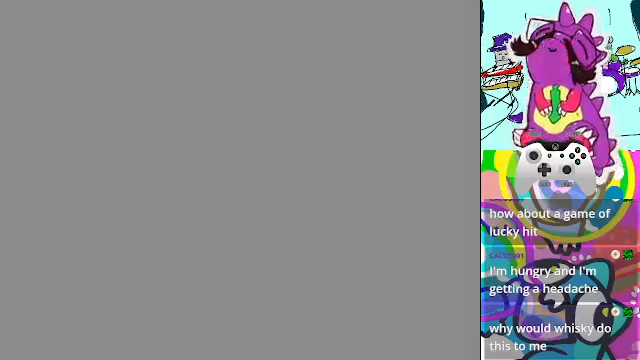 how about a game of
lucky hit
I'm hungry and I'm
getting a headache
why would whisky do
this to me